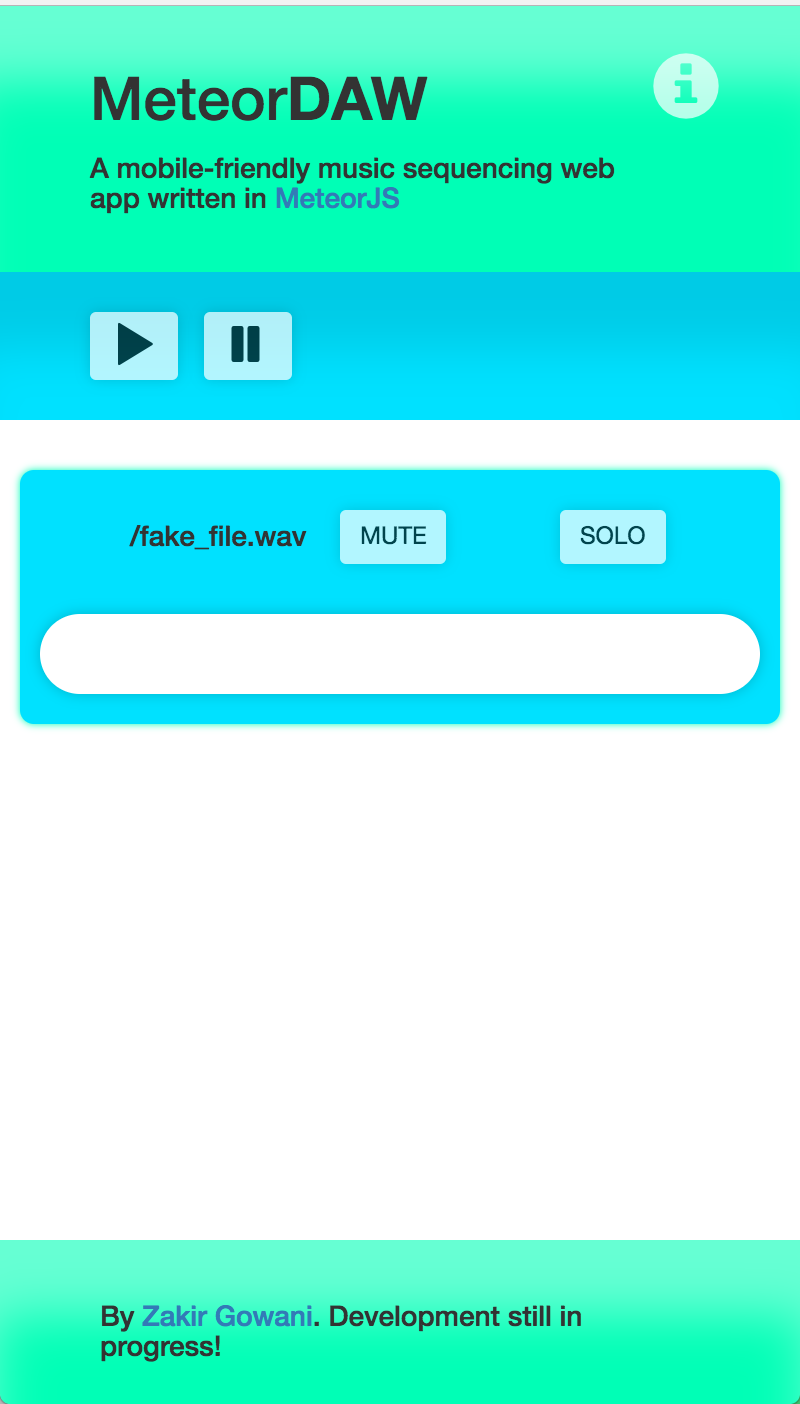 MeteorDAW
A mobile-friendly music sequencing web
app written in MeteorJS
/fake_file.wav MUTE SOLO
By Zakir Gowani. Development still in
progress!